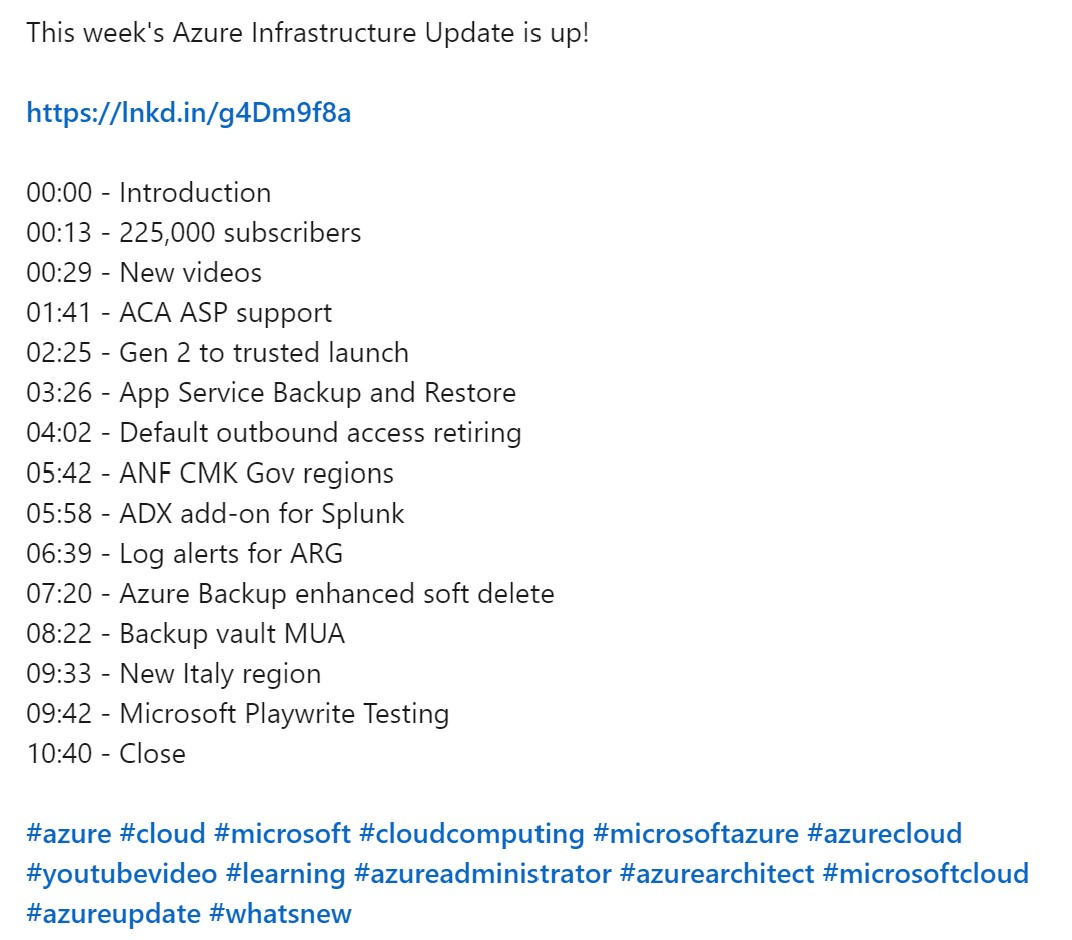 This week's Azure Infrastructure Update is up!
https://lnkd.in/g4Dm9f8a
00:00 - Introduction
00:13 - 225,000 subscribers
00:29 - New videos
01:41 - ACA ASP support
02:25 - Gen 2 to trusted launch
03:26 - App Service Backup and Restore
04:02 - Default outbound access retiring
05:42 - ANF CMK Gov regions
05:58 - ADX add-on for Splunk
06:39 - Log alerts for ARG
07:20 - Azure Backup enhanced soft delete
08:22 - Backup vault MUA
09:33 - New Italy region
09:42 - Microsoft Playwrite Testing
10:40 - Close
#azure #cloud #microsoft #cloudcomputing #microsoftazure #azurecloud
#youtubevideo #learning #azureadministrator #azurearchitect #microsoftcloud
#azureupdate #whatsnew